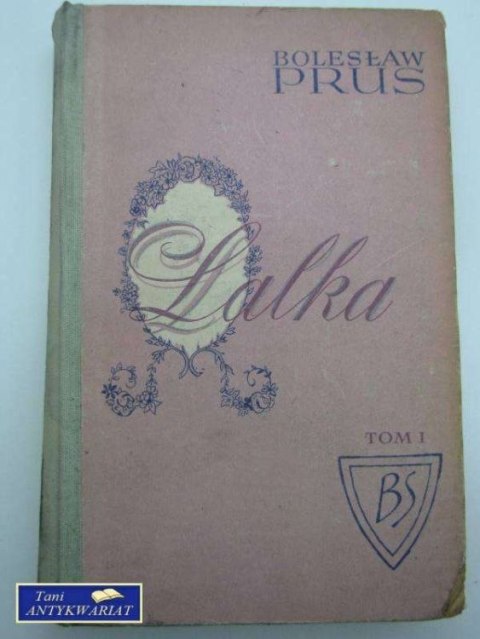 BOLESŁAW
PRUS
Lalka
TOM I
BS
Tani
ANTYKWARIAT